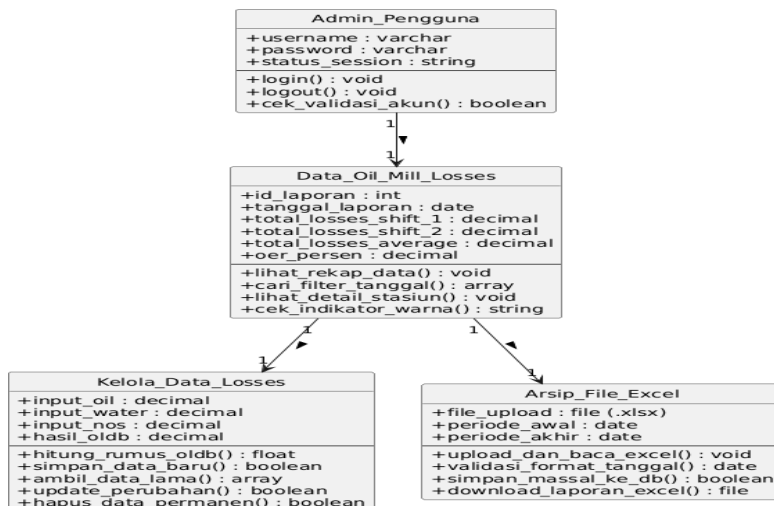 Admin_Pengguna
+username : varchar
+password : varchar
+status_session : string
+login() : void
+logout() : void
+cek_validasi_akun() : boolean
1
1
Data_Oil_Mill_Losses
+id_laporan : int
+tanggal_laporan : date
+total_losses_shift_1 : decimal
+total_losses_shift_2 : decimal
+total_losses_average : decimal
+oer_persen : decimal
+lihat_rekap_data() : void
+cari_filter_tanggal() : array
+lihat_detail_stasiun() : void
+cek_indikator_warna() : string
1
1
1
1
Kelola_Data_Losses
+input_oil : decimal
+input_water : decimal
+input_nos : decimal
+hasil_oldb : decimal
+hitung_rumus_oldb() : float
+simpan_data_baru() : boolean
+ambil_data_lama() : array
+update_perubahan() : boolean
+hapus_data_permanen() : boolean
Arsip_File_Excel
+file_upload : file (.xlsx)
+periode_awal : date
+periode_akhir : date
+upload_dan_baca_excel() : void
+validasi_format_tanggal() : date
+simpan_massal_ke_db() : boolean
+download_laporan_excel() : file